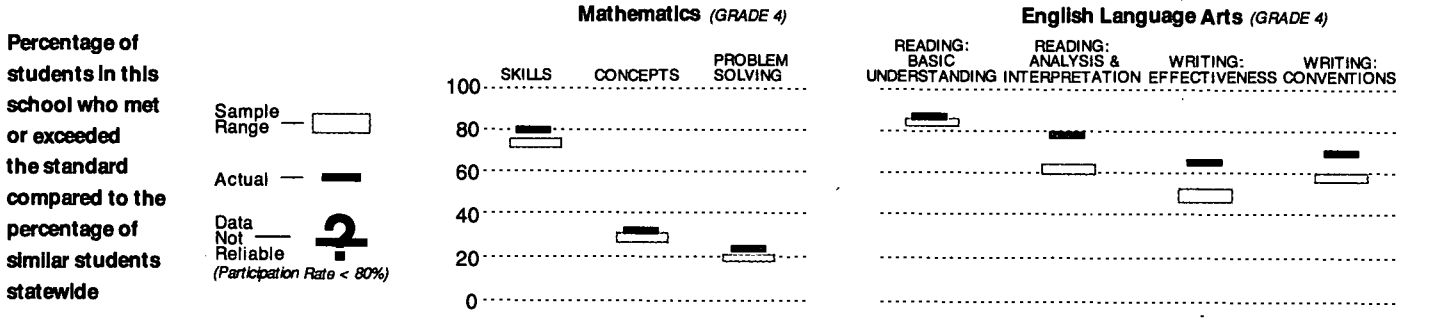 Mathematics (GRADE 4)
English Language Arts (GRADE 4)
Percentage of
students in this
school who met
or exceeded
the standard
compared to the
percentage of
similar students
statewide
Sample
Range
Actual
Data
Not
Reliable
?
(Participation Rate < 80%)
SKILLS
CONCEPTS
PROBLEM
SOLVING
READING:
BASIC
UNDERSTANDING
READING:
ANALYSIS &
INTERPRETATION
WRITING:
EFFECTIVENESS
WRITING:
CONVENTIONS
100
80
60
40
20
0